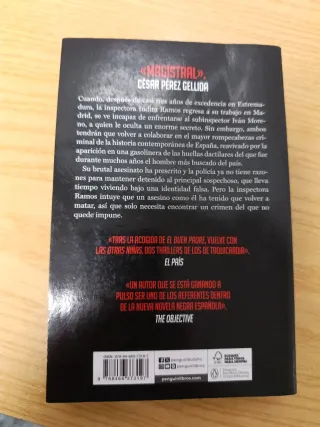 «MAGISTRAL».
CÉSAR PÉREZ GELLIDA
Cuando, después de casi tres años de excedencia en Extrema-
dura, la inspectora Indira Ramos regresa a su trabajo en Ma-
drid, se ve incapaz de enfrentarse al subinspector Iván More-
no, a quien le oculta un enorme secreto. Sin embargo, ambos
tendrán que volver a colaborar en el mayor rompecabezas cri-
minal de la historia contemporánea de España, reavivado por la
aparición en una gasolinera de las huellas dactilares del que fue
durante muchos años el hombre más buscado del país.
Su brutal asesinato ha prescrito y la policía ya no tiene razo-
nes para mantener detenido al principal sospechoso, que lleva
tiempo viviendo bajo una identidad falsa. Pero la inspectora
Ramos intuye que un asesino como él ha tenido que volver a
matar, así que solo necesita encontrar un crimen del que no
quede impune.
«TRAS LA ACOGIDA DE EL BUEN PADRE, VUELVE CON
LAS OTRAS NIÑAS, DOS THRILLERS DE LOS DE TAQUICARDIA».
EL PAÍS
«UN AUTOR QUE SE ESTÁ GANANDO A
PULSO SER UNO DE LOS REFERENTES DENTRO
DE LA NUEVA NOVELA NEGRA ESPAÑOLA».
THE OBJECTIVE
penguinlibros.com